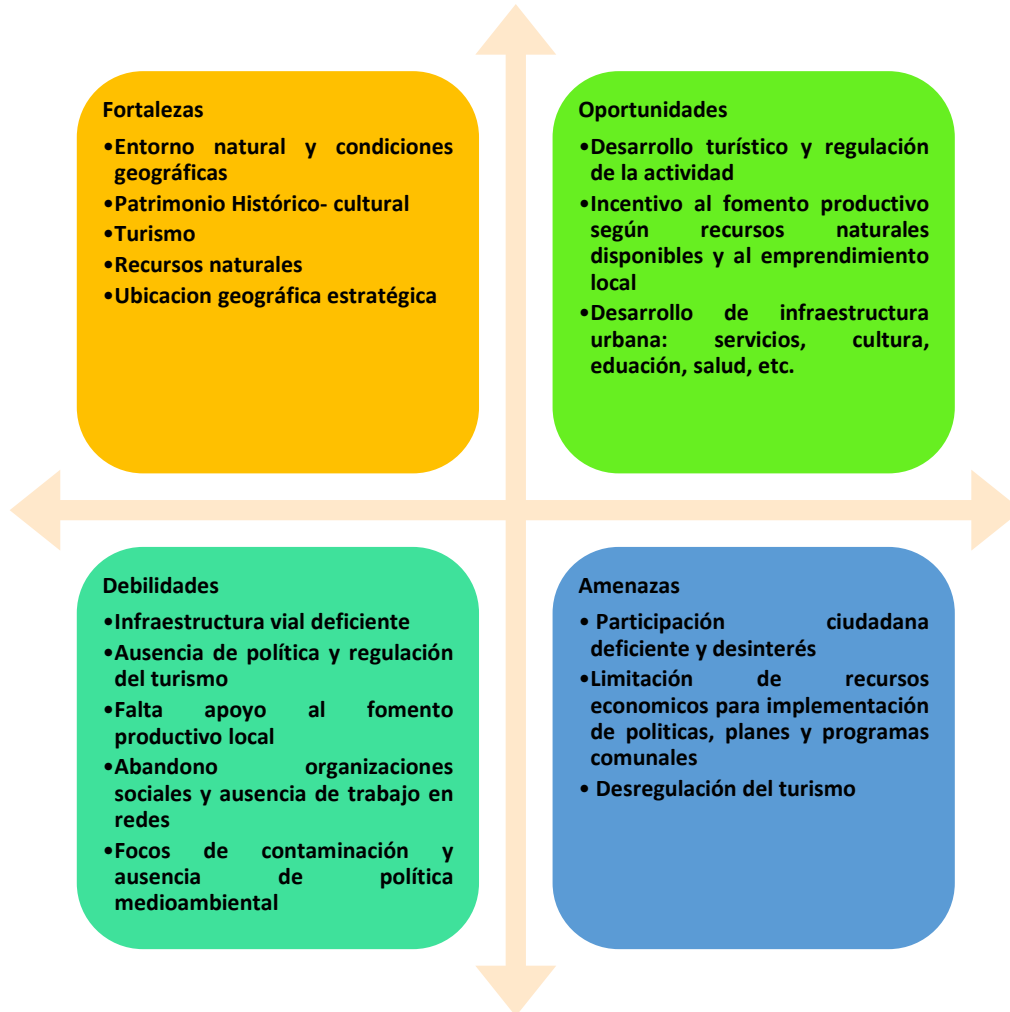 Fortalezas
•Entorno natural y condiciones
geográficas
•Patrimonio Histórico- cultural
•Turismo
•Recursos naturales
•Ubicacion geográfica estratégica
Oportunidades
•Desarrollo turístico y regulación
de la actividad
•Incentivo al fomento productivo
según recursos naturales
disponibles y al emprendimiento
local
•Desarrollo de infraestructura
urbana: servicios, cultura,
eduación, salud, etc.
Debilidades
•Infraestructura vial deficiente
•Ausencia de política y regulación
del turismo
•Falta apoyo al fomento
productivo local
•Abandono organizaciones
sociales y ausencia de trabajo en
redes
•Focos de contaminación y
ausencia de política
medioambiental
Amenazas
• Participación ciudadana
deficiente y desinterés
•Limitación de recursos
economicos para implementación
de politicas, planes y programas
comunales
• Desregulación del turismo